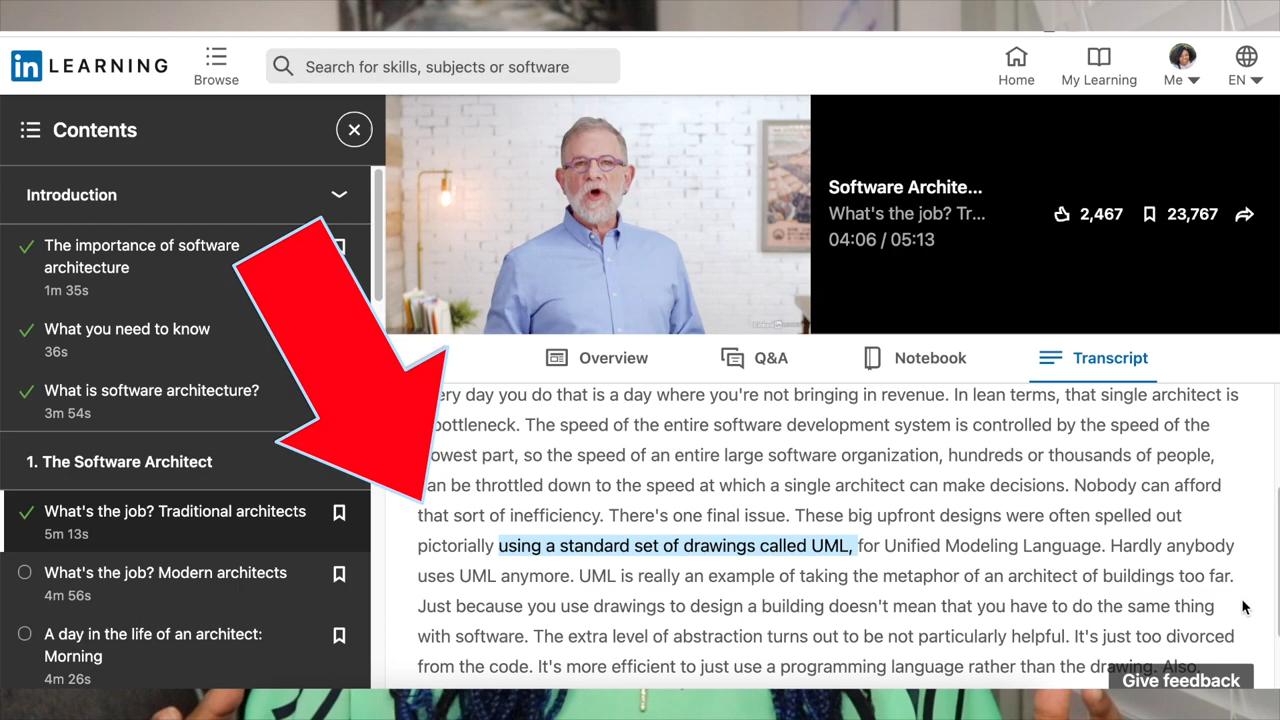 in LEARNING
Browse
Search for skills, subjects or software
Home
My Learning
Me
EN
Contents
Introduction
The importance of software
architecture
1m 35s
What you need to know
36s
What is software architecture?
3m 54s
1. The Software Architect
What's the job? Traditional architects
5m 13s
What's the job? Modern architects
4m 56s
A day in the life of an architect:
Morning
4m 26s
Software Archite...
What's the job? Tr...
04:06 / 05:13
2,467
23,767
Overview
Q&A
Notebook
Transcript
day you do that is a day where you're not bringing in revenue. In lean terms, that single architect is
bottleneck. The speed of the entire software development system is controlled by the speed of the
part, so the speed of an entire large software organization, hundreds or thousands of people,
be throttled down to the speed at which a single architect can make decisions. Nobody can afford
that sort of inefficiency. There's one final issue. These big upfront designs were often spelled out
pictorially using a standard set of drawings called UML, for Unified Modeling Language. Hardly anybody
uses UML anymore. UML is really an example of taking the metaphor of an architect of buildings too far.
Just because you use drawings to design a building doesn't mean that you have to do the same thing
with software. The extra level of abstraction turns out to be not particularly helpful. It's just too divorced
from the code. It's more efficient to just use a programming language rather than the drawing. Also,
Give feedback